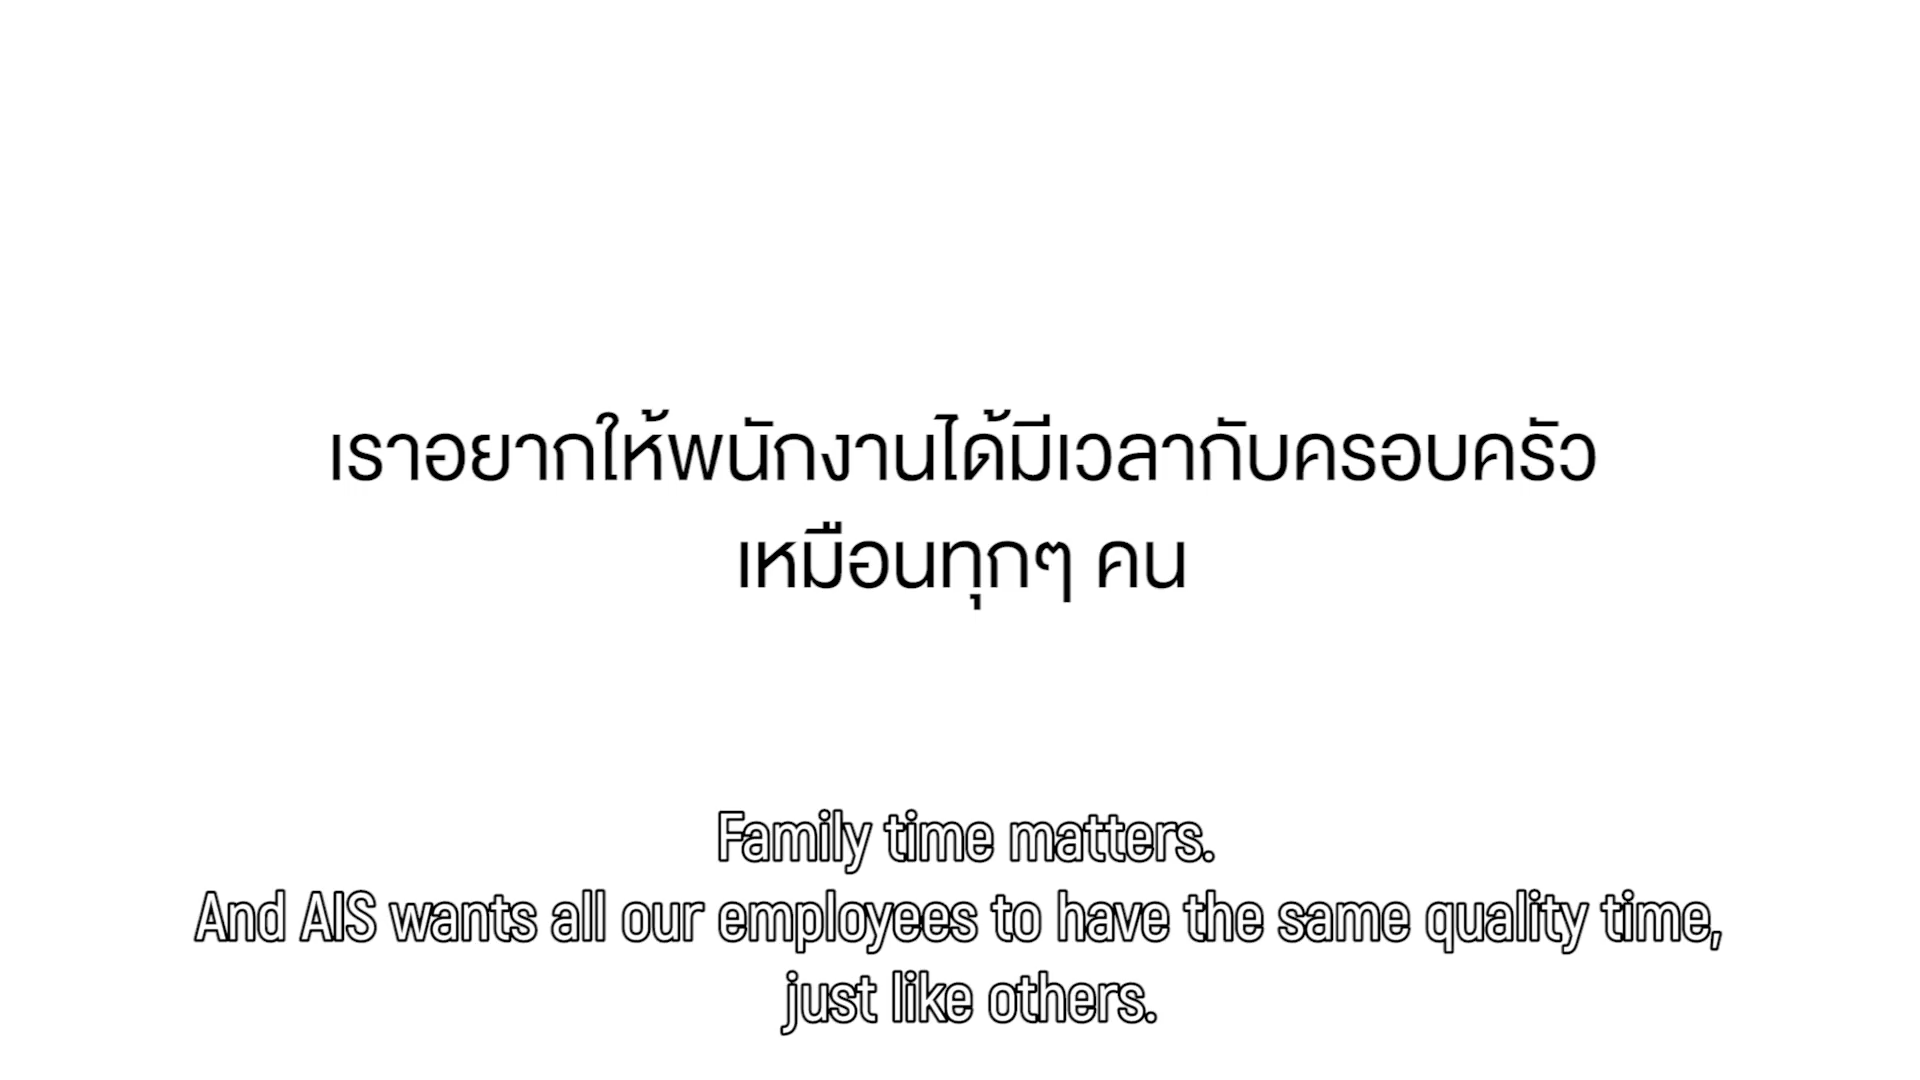 เราอยากให้พนักงานได้มีเวลากับครอบครัว
เหมือนทุกๆ คน
Family time matters.
And AIS wants all our employees to have the same quality time,
just like others.